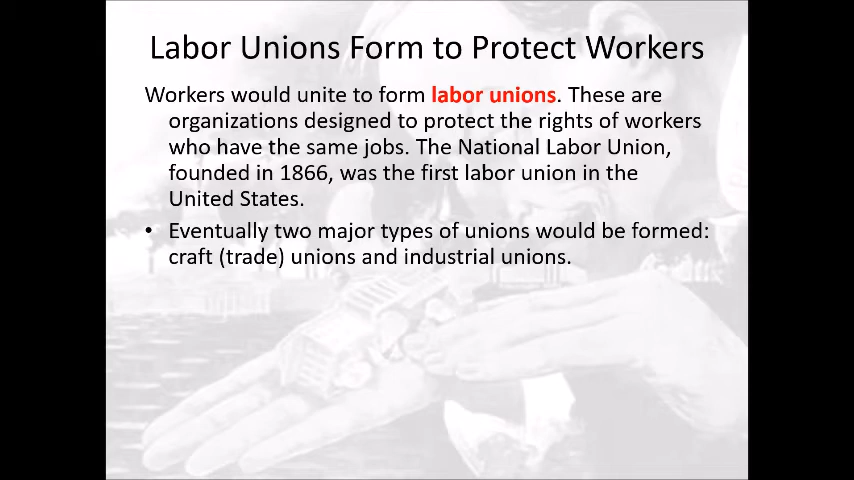 Labor Unions Form to Protect Workers
Workers would unite to form labor unions. These are
organizations designed to protect the rights of workers
who have the same jobs. The National Labor Union,
founded in 1866, was the first labor union in the
United States.
• Eventually two major types of unions would be formed:
craft (trade) unions and industrial unions.